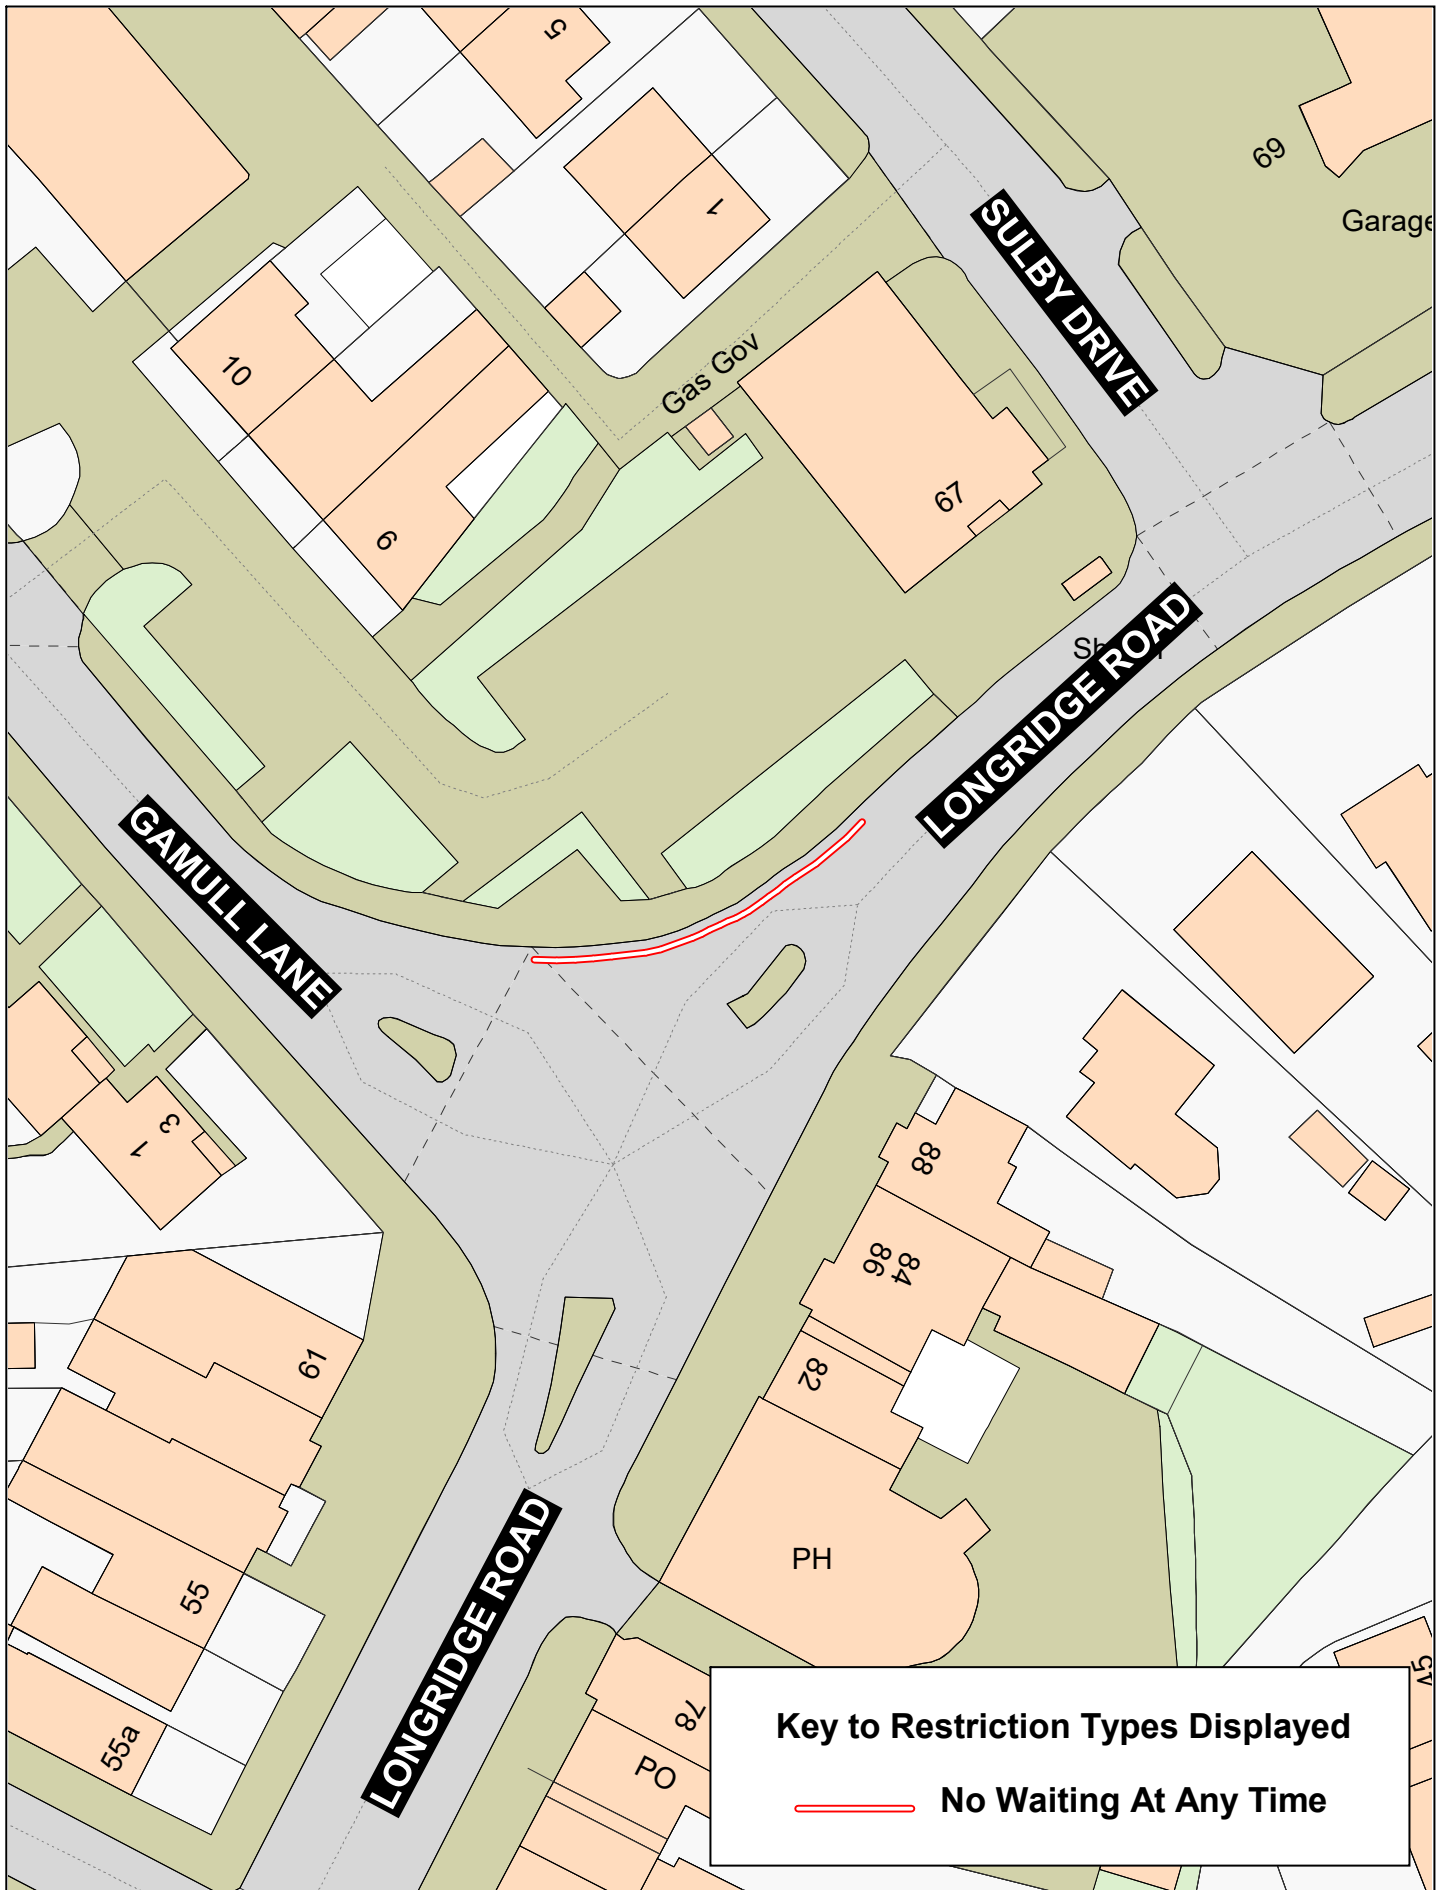 5
69
Garage
1
SULBY DRIVE
Gas Gov
10
67
6
LONGRIDGE ROAD
GAMULL LANE
3
1
88
86
84
61
82
PH
LONGRIDGE ROAD
55
55a
78
PO
Key to Restriction Types Displayed
No Waiting At Any Time